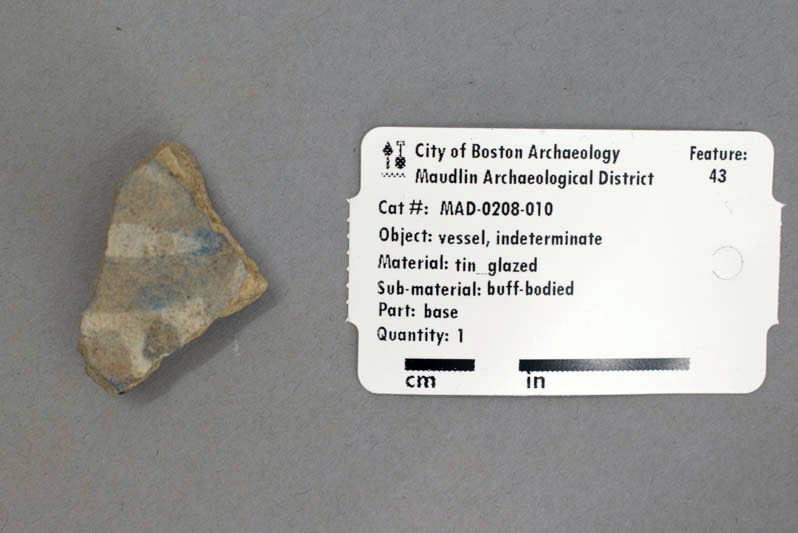 City of Boston Archaeology
Maudlin Archaeological District
Feature:
43
Cat #: MAD-0208-010
Object: vessel, indeterminate
Material: tin_glazed
Sub-material: buff-bodied
Part: base
Quantity: 1
cm in